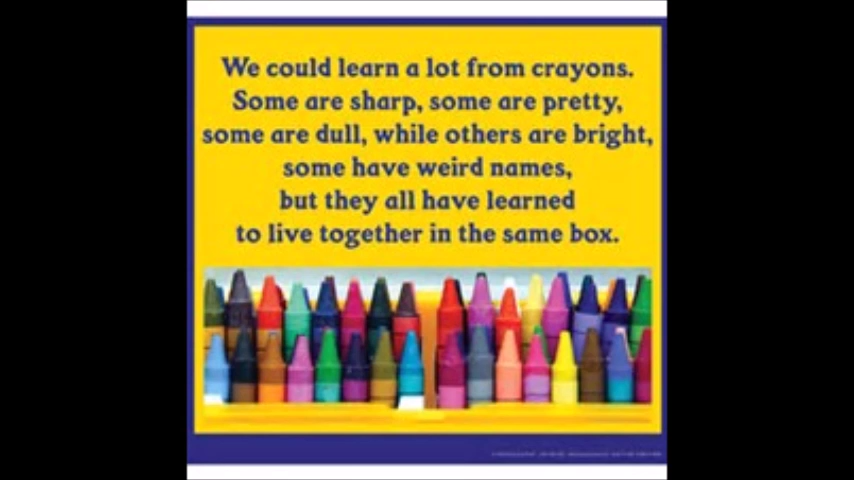 We could learn a lot from crayons.
Some are sharp, some are pretty,
some are dull, while others are bright,
some have weird names,
but they all have learned
to live together in the same box.